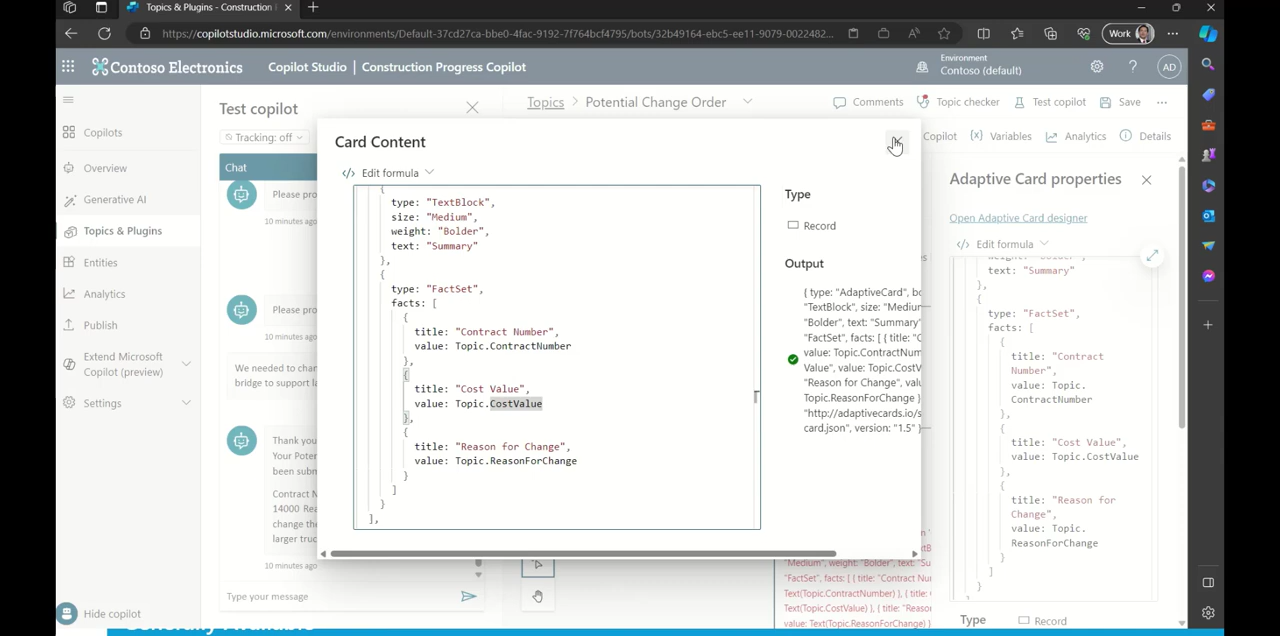 Topics & Plugins - Construction
https://copilotstudio.microsoft.com/environments/Default-37cd27ca-bbe0-4fac-9192-7f764bcf4795/bots/32b49164-ebc5-ee11-9079-0022482...
Work
Contoso Electronics
Copilot Studio | Construction Progress Copilot
Environment
Contoso (default)
AD
Copilots
Overview
Generative AI
Topics & Plugins
Entities
Analytics
Publish
Extend Microsoft
Copilot (preview)
Settings
Hide copilot
Test copilot
Tracking: off
Chat
Please pro
10 minutes ago
Please pro
10 minutes ago
We needed to chan
bridge to support la
Thank you
Your Poten
been subm
Contract N
14000 Rea
change the
larger truc
10 minutes ago
Type your message
Topics > Potential Change Order
Comments
Topic checker
Test copilot
Save
...
Copilot
{x} Variables
Analytics
Details
Card Content
</> Edit formula
{
type: "TextBlock",
size: "Medium",
weight: "Bolder",
text: "Summary"
},
{
type: "FactSet",
facts: [
{
title: "Contract Number",
value: Topic.ContractNumber
},
{
title: "Cost Value",
value: Topic.CostValue
},
{
title: "Reason for Change",
value: Topic.ReasonForChange
}
]
}
],
Type
Record
Output
{ type: "AdaptiveCard", bo
"TextBlock", size: "Medium
"Bolder", text: "Summary"
"FactSet", facts: [ { title: "C
value: Topic.ContractNum
Value", value: Topic.CostV
"Reason for Change", valu
Topic.ReasonForChange }
"http://adaptivecards.io/s
card.json", version: "1.5" }
"Medium", weight: "Bolder", text: "Su
"FactSet", facts: [ { title: "Contract Nu
Text(Topic.ContractNumber) }, { title:
Text(Topic.CostValue) }, { title: "Reaso
value: Text(Topic.ReasonForChange)
Adaptive Card properties
Open Adaptive Card designer
</> Edit formula
text: "Summary"
},
{
type: "FactSet",
facts: [
{
title: "Contract
Number",
value: Topic.
ContractNumber
},
{
title: "Cost Value",
value: Topic.CostValue
},
{
title: "Reason for
Change",
value: Topic.
ReasonForChange
}
]
}
Type
Record
Generally Available